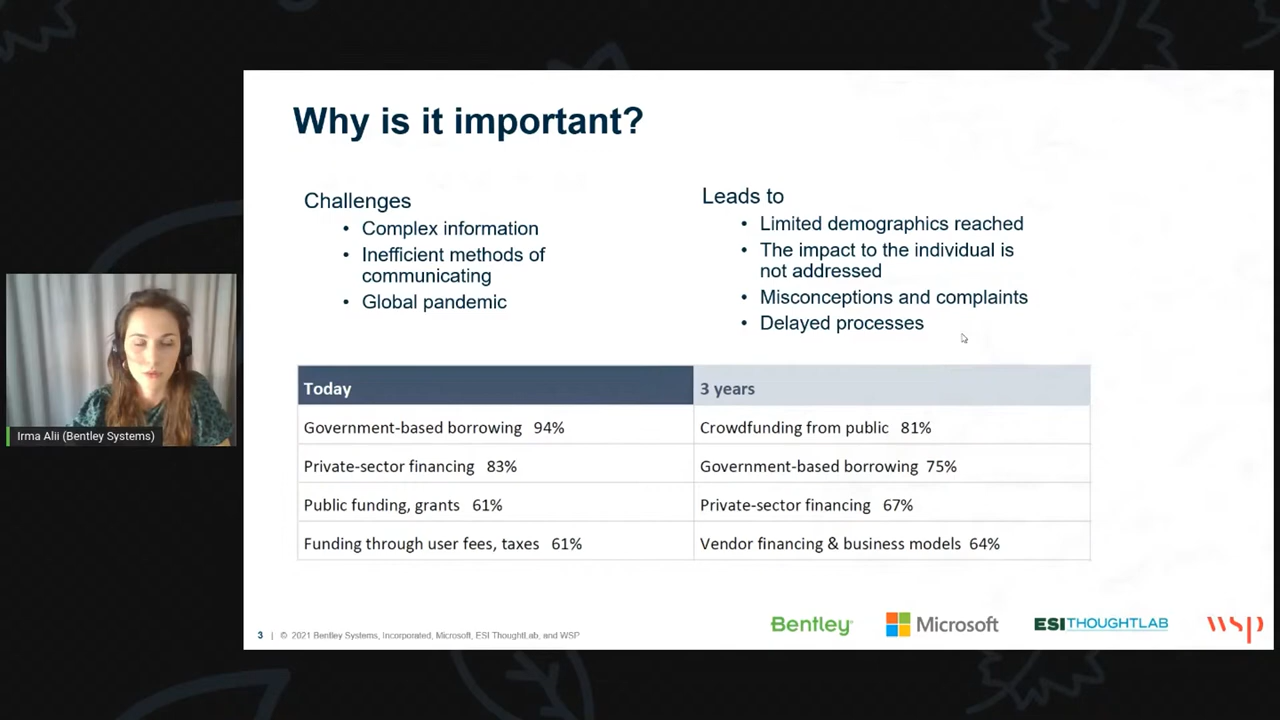 Why is it important?
Challenges
• Complex information
• Inefficient methods of
communicating
• Global pandemic
Leads to
• Limited demographics reached
• The impact to the individual is
not addressed
• Misconceptions and complaints
• Delayed processes
Today
3 years
Government-based borrowing 94%
Crowdfunding from public 81%
Private-sector financing 83%
Government-based borrowing 75%
Public funding, grants 61%
Private-sector financing 67%
Funding through user fees, taxes 61%
Vendor financing & business models 64%
Irma Alii (Bentley Systems)
3 | © 2021 Bentley Systems, Incorporated, Microsoft, ESI ThoughtLab, and WSP
Bentley
Microsoft
ESITHOUGHTLAB
wsp